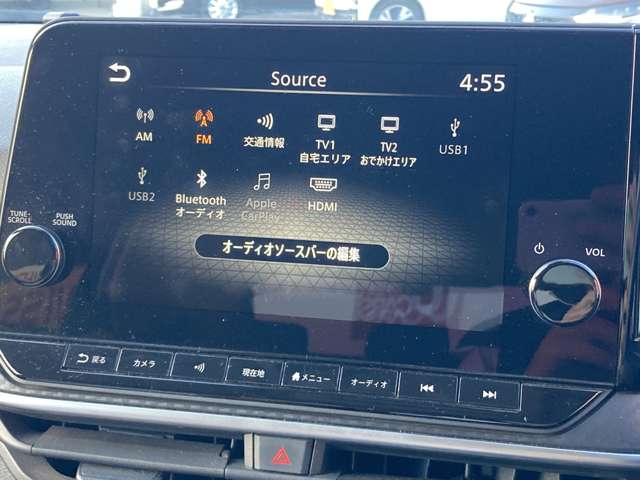 Source
4:55
AM
FM
交通情報
TV1
自宅エリア
TV2
おでかけエリア
USB1
USB2
Bluetooth
オーディオ
Apple
CarPlay
HDMI
オーディオソースバーの編集
TUNE・
SCROLL
PUSH
SOUND
VOL
戻る
カメラ
現在地
メニュー
オーディオ